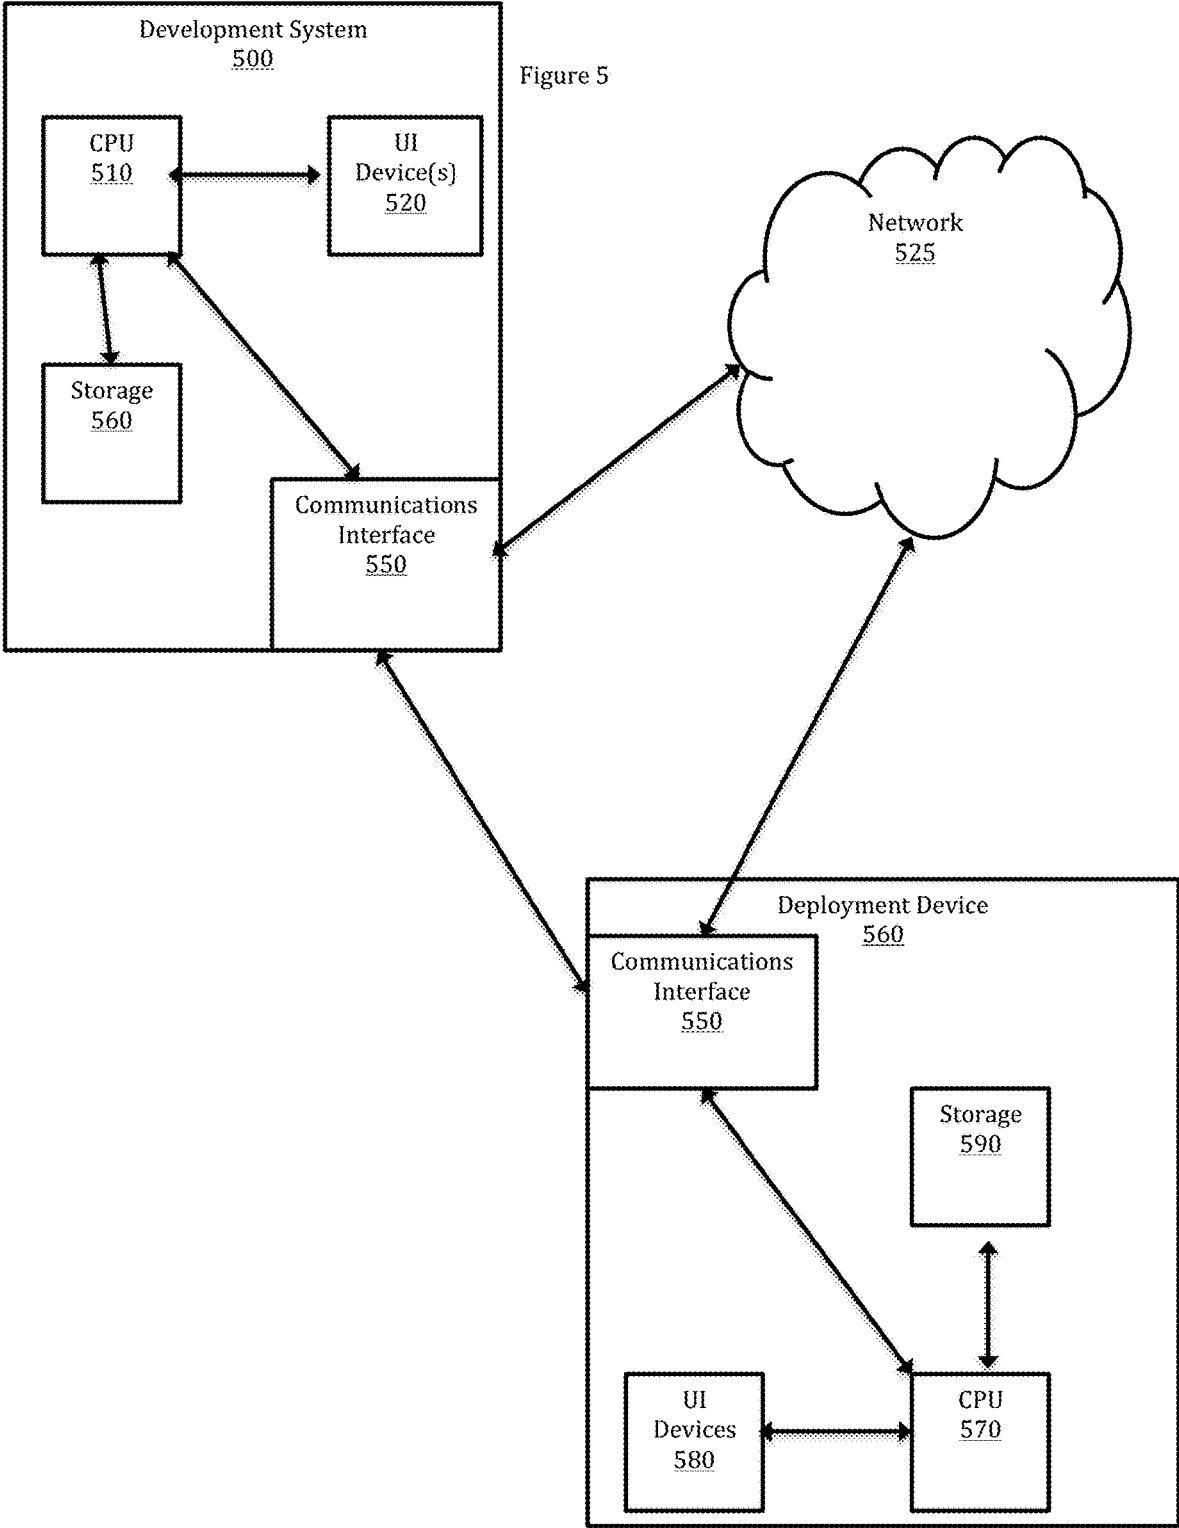 Development System
500
Figure 5
CPU
510
UI
Device(s)
520
Network
525
Storage
560
Communications
Interface
550
Deployment Device
560
Communications
Interface
550
Storage
590
UI
Devices
580
CPU
570